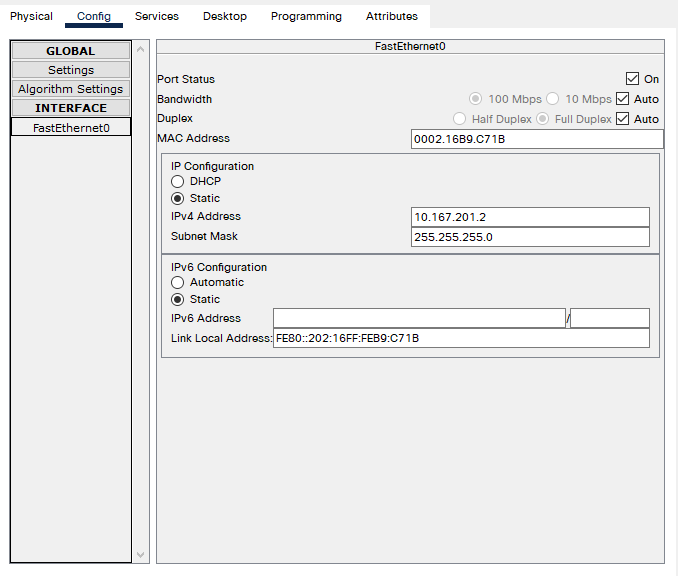 Physical Config Services Desktop Programming Attributes
GLOBAL
Settings
Algorithm Settings
INTERFACE
FastEthernet0
FastEthernet0
Port Status On
Bandwidth 100 Mbps 10 Mbps Auto
Duplex Half Duplex Full Duplex Auto
MAC Address 0002.16B9.C71B
IP Configuration
DHCP
Static
IPv4 Address 10.167.201.2
Subnet Mask 255.255.255.0
IPv6 Configuration
Automatic
Static
IPv6 Address /
Link Local Address: FE80::202:16FF:FEB9:C71B